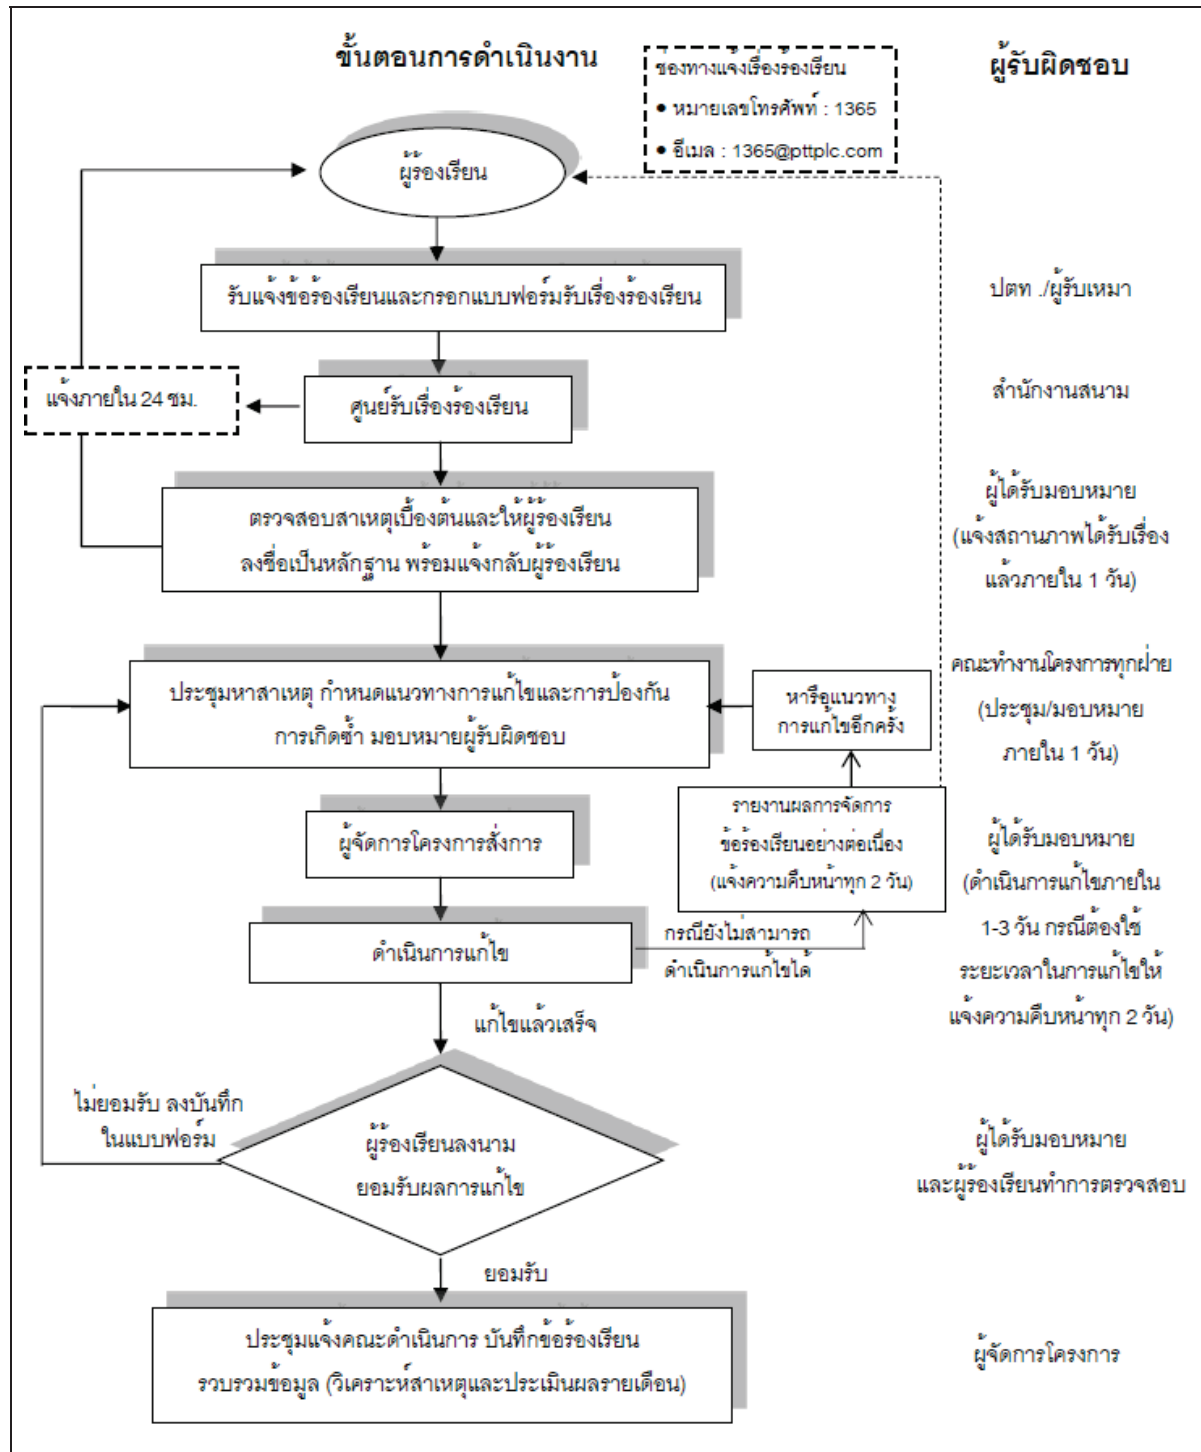 ขั้นตอนการดำเนินงาน
ช่องทางแจ้งเรื่องร้องเรียน
• หมายเลขโทรศัพท์ : 1365
• อีเมล : 1365@pttplc.com
ผู้รับผิดชอบ
ผู้ร้องเรียน
รับแจ้งข้อร้องเรียนและกรอกแบบฟอร์มรับเรื่องร้องเรียน
ปตท ./ผู้รับเหมา
แจ้งภายใน 24 ชม.
ศูนย์รับเรื่องร้องเรียน
สำนักงานสนาม
ตรวจสอบสาเหตุเบื้องต้นและให้ผู้ร้องเรียน
ลงชื่อเป็นหลักฐาน พร้อมแจ้งกลับผู้ร้องเรียน
ผู้ได้รับมอบหมาย
(แจ้งสถานภาพได้รับเรื่อง
แล้วภายใน 1 วัน)
ประชุมหาสาเหตุ กำหนดแนวทางการแก้ไขและการป้องกัน
การเกิดซ้ำ มอบหมายผู้รับผิดชอบ
หารือแนวทาง
การแก้ไขอีกครั้ง
คณะทำงานโครงการทุกฝ่าย
(ประชุม/มอบหมาย
ภายใน 1 วัน)
ผู้จัดการโครงการสั่งการ
รายงานผลการจัดการ
ข้อร้องเรียนอย่างต่อเนื่อง
(แจ้งความคืบหน้าทุก 2 วัน)
ผู้ได้รับมอบหมาย
(ดำเนินการแก้ไขภายใน
1-3 วัน กรณีต้องใช้
ระยะเวลาในการแก้ไขให้
แจ้งความคืบหน้าทุก 2 วัน)
ดำเนินการแก้ไข
กรณียังไม่สามารถ
ดำเนินการแก้ไขได้
แก้ไขแล้วเสร็จ
ไม่ยอมรับ ลงบันทึก
ในแบบฟอร์ม
ผู้ร้องเรียนลงนาม
ยอมรับผลการแก้ไข
ผู้ได้รับมอบหมาย
และผู้ร้องเรียนทำการตรวจสอบ
ยอมรับ
ประชุมแจ้งคณะดำเนินการ บันทึกข้อร้องเรียน
รวบรวมข้อมูล (วิเคราะห์สาเหตุและประเมินผลรายเดือน)
ผู้จัดการโครงการ